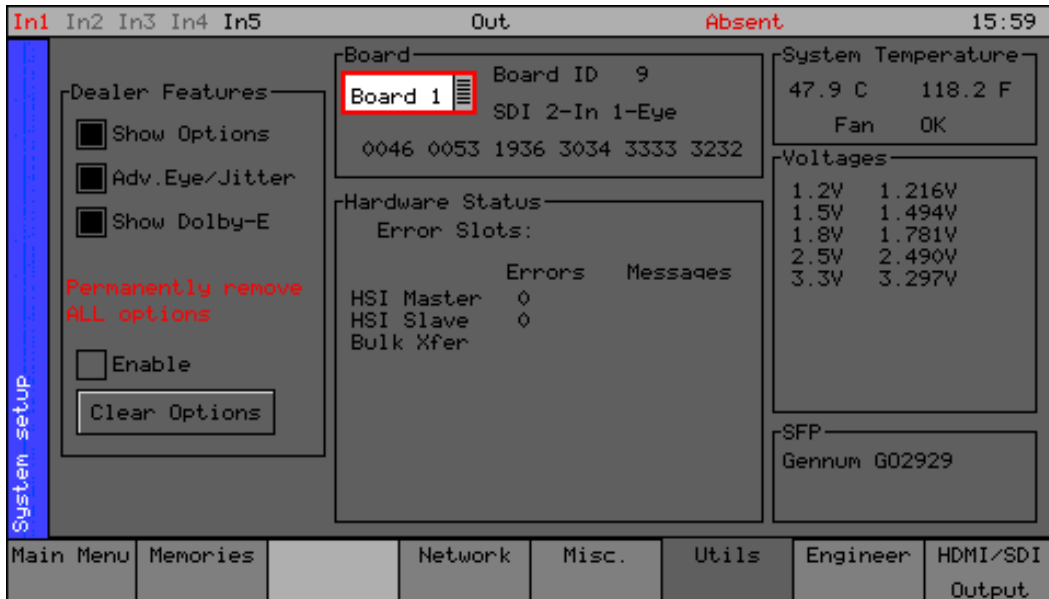 In1 In2 In3 In4 In5 Out Absent 15:59
System setup
Dealer Features
Show Options
Adv.Eye/Jitter
Show Dolby-E
Permanently remove
ALL options
Enable
Clear Options
Board
Board 1
Board ID 9
SDI 2-In 1-Eye
0046 0053 1936 3034 3333 3232
Hardware Status
Error Slots:
Errors Messages
HSI Master 0
HSI Slave 0
Bulk Xfer
System Temperature
47.9 C 118.2 F
Fan OK
Voltages
1.2V 1.216V
1.5V 1.494V
1.8V 1.781V
2.5V 2.490V
3.3V 3.297V
SFP
Gennum GO2929
Main Menu Memories Network Misc. Utils Engineer HDMI/SDI
Output